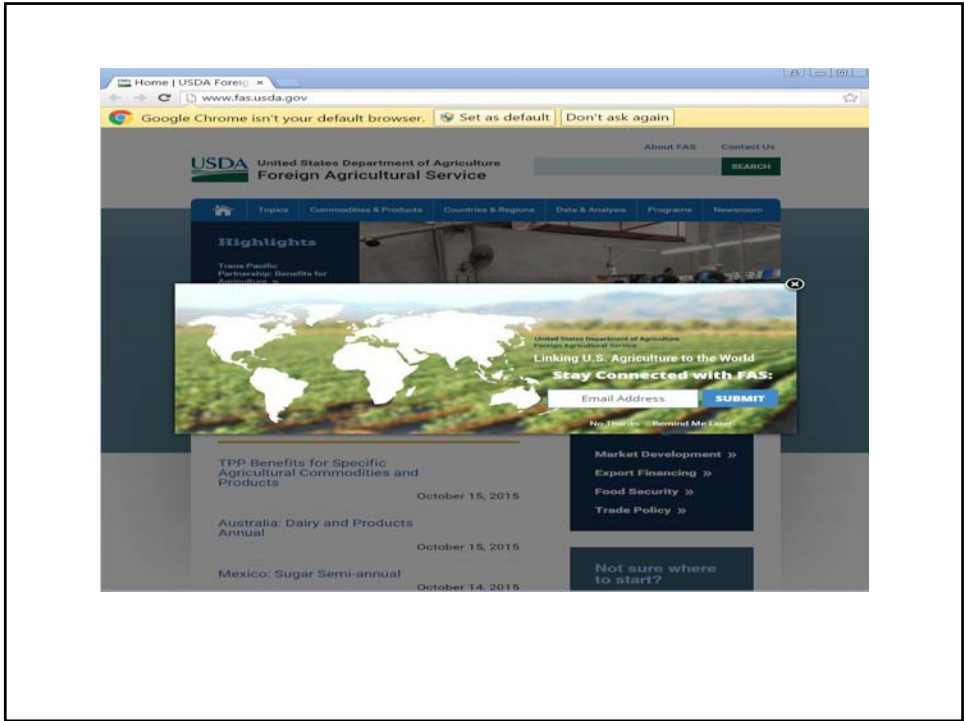 Home | USDA Foreig
www.fas.usda.gov
Google Chrome isn't your default browser. Set as default Don't ask again
About FAS Contact Us
USDA United States Department of Agriculture
Foreign Agricultural Service
SEARCH
Topics Commodities & Products Countries & Regions Data & Analysis Programs Newsroom
Highlights
Trans-Pacific
Partnership: Benefits for
Agriculture »
United States Department of Agriculture
Foreign Agricultural Service
Linking U.S. Agriculture to the World
Stay Connected with FAS:
Email Address SUBMIT
No Thanks Remind Me Later
Market Development »
Export Financing »
Food Security »
Trade Policy »
TPP Benefits for Specific
Agricultural Commodities and
Products
October 15, 2015
Australia: Dairy and Products
Annual
October 15, 2015
Mexico: Sugar Semi-annual
October 14, 2015
Not sure where
to start?